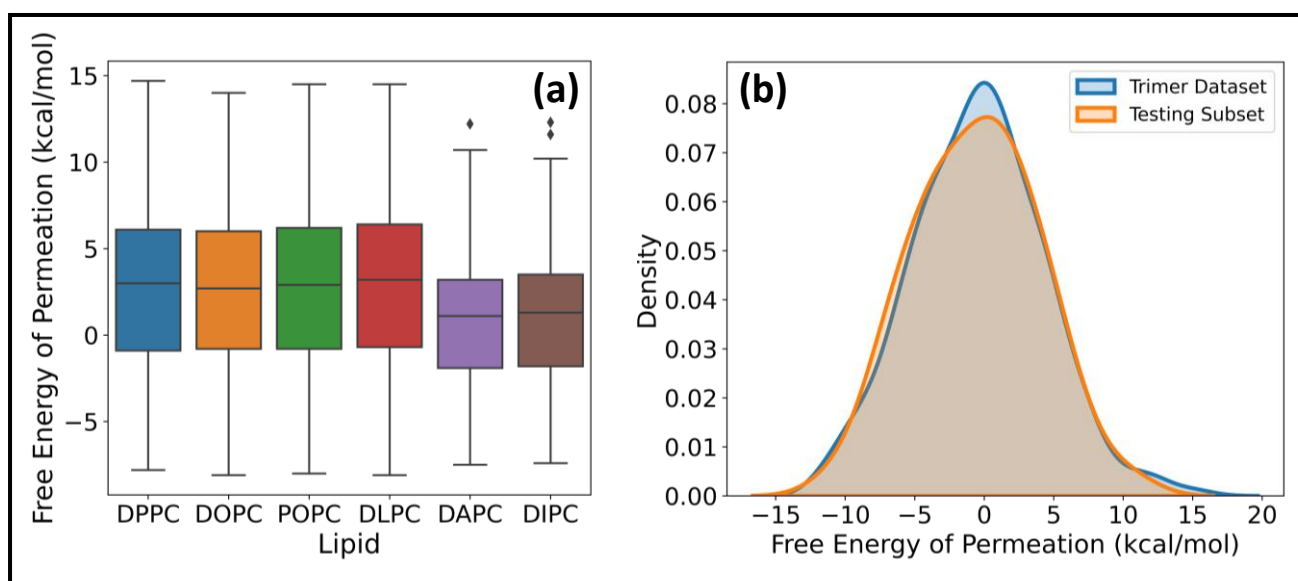 (a)
Free Energy of Permeation (kcal/mol)
15
10
5
0
−5
DPPC DOPC POPC DLPC DAPC DIPC
Lipid
(b)
Trimer Dataset
Testing Subset
Density
0.08
0.07
0.06
0.05
0.04
0.03
0.02
0.01
0.00
−15 −10 −5 0 5 10 15 20
Free Energy of Permeation (kcal/mol)